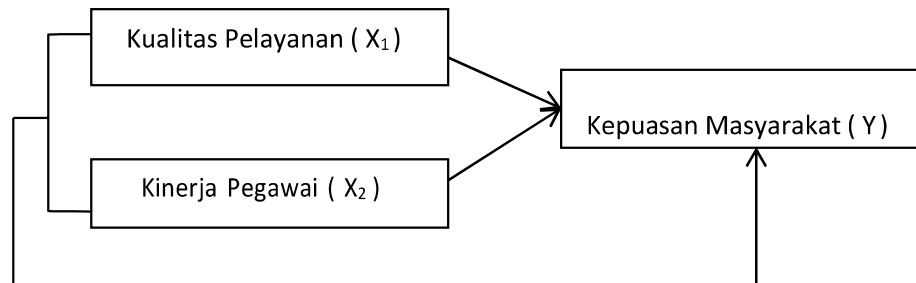 Kualitas Pelayanan ( X₁ )
Kepuasan Masyarakat ( Y )
Kinerja Pegawai ( X₂ )